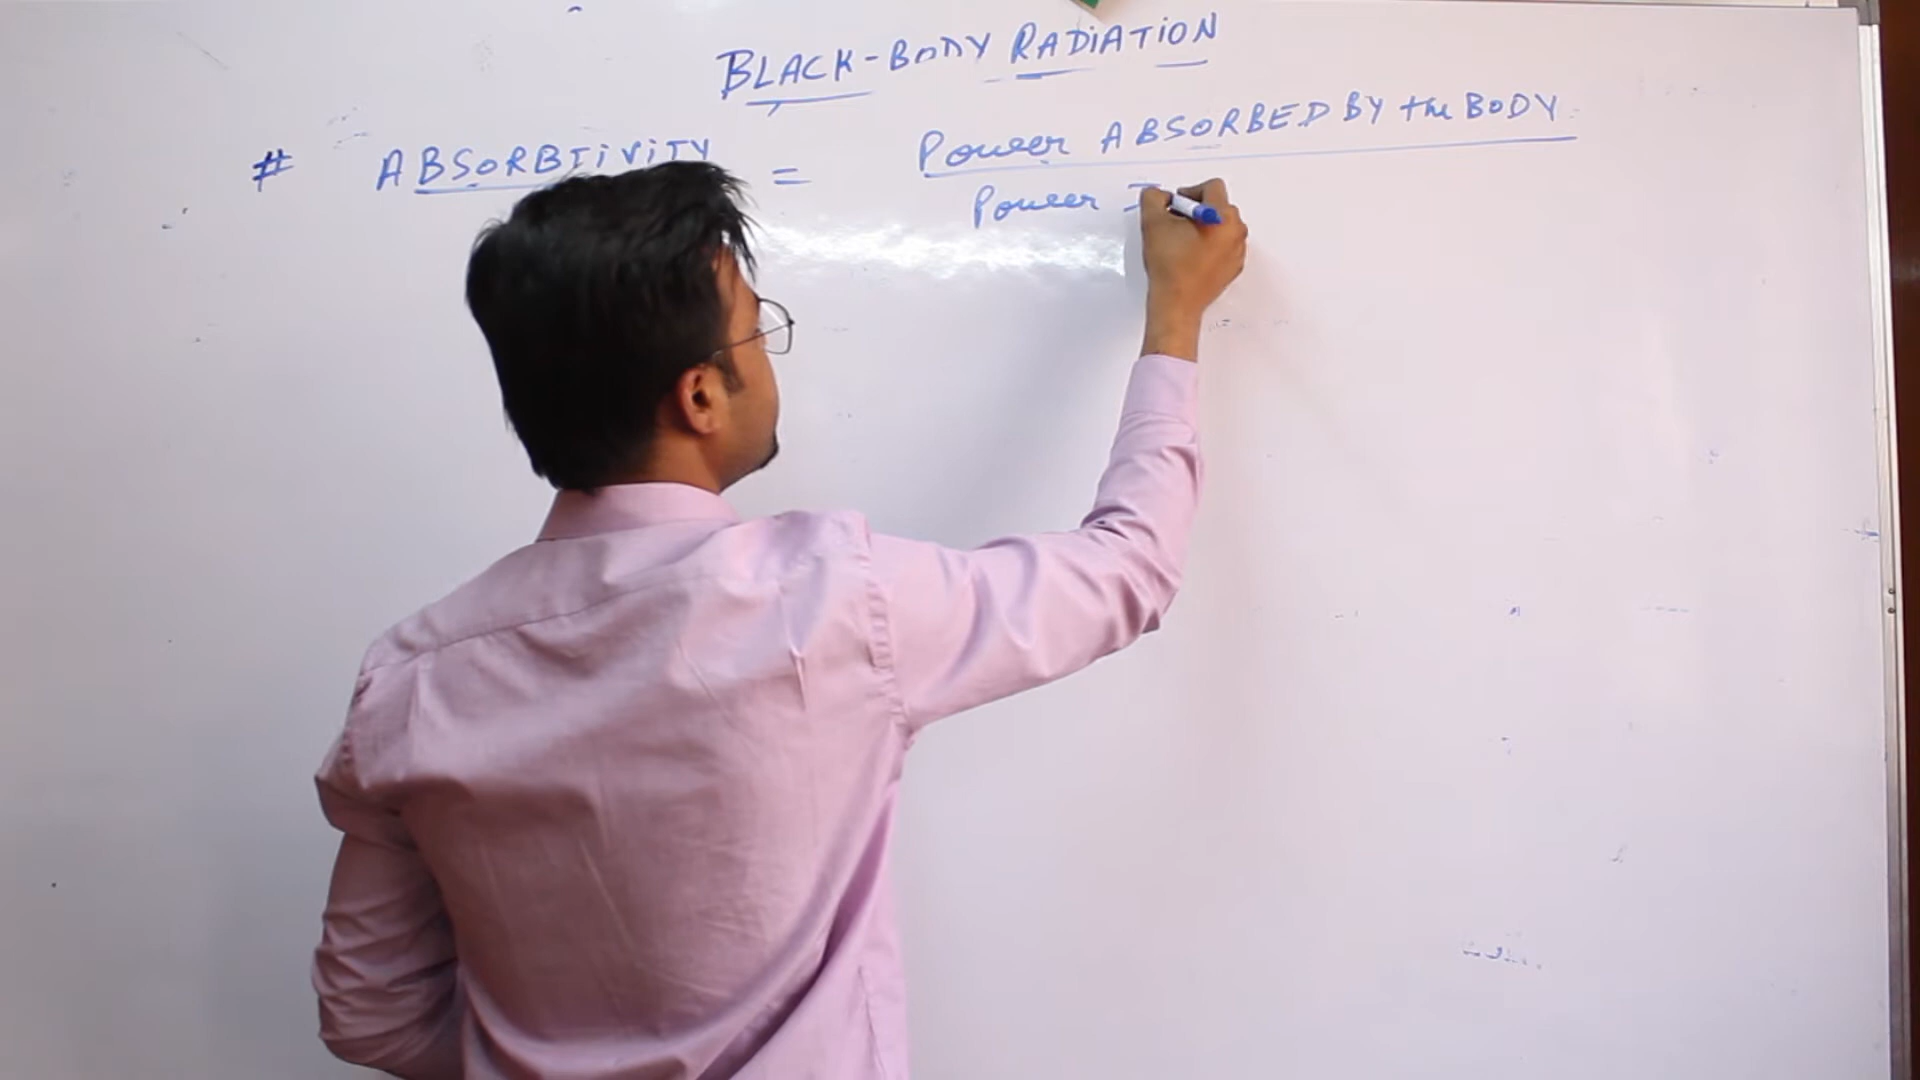 BLACK-BODY RADIATION
# ABSORBTIVITY = Power ABSORBED BY the BODY
Power I